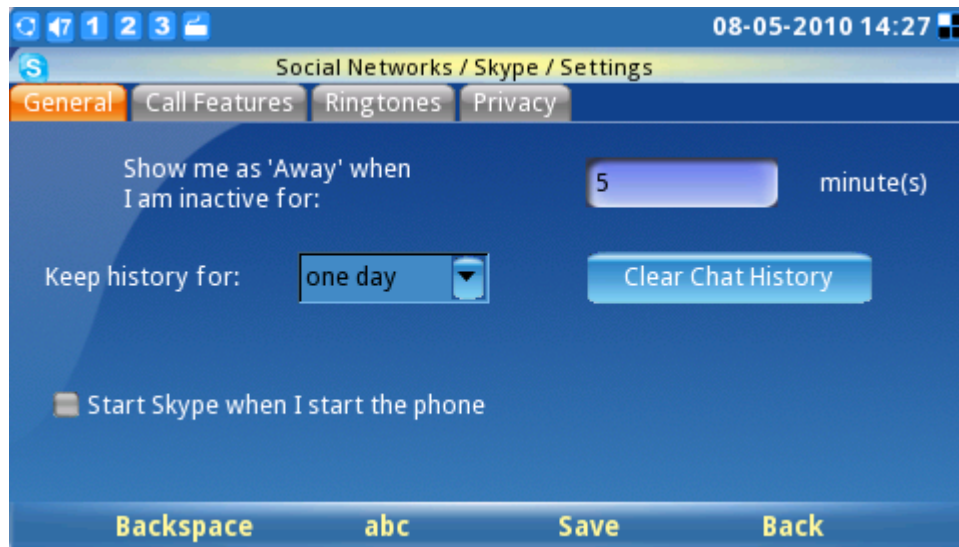 7 1 2 3 08-05-2010 14:27
S Social Networks / Skype / Settings
General Call Features Ringtones Privacy
Show me as 'Away' when
I am inactive for:
5 minute(s)
Keep history for: one day Clear Chat History
Start Skype when I start the phone
Backspace abc Save Back